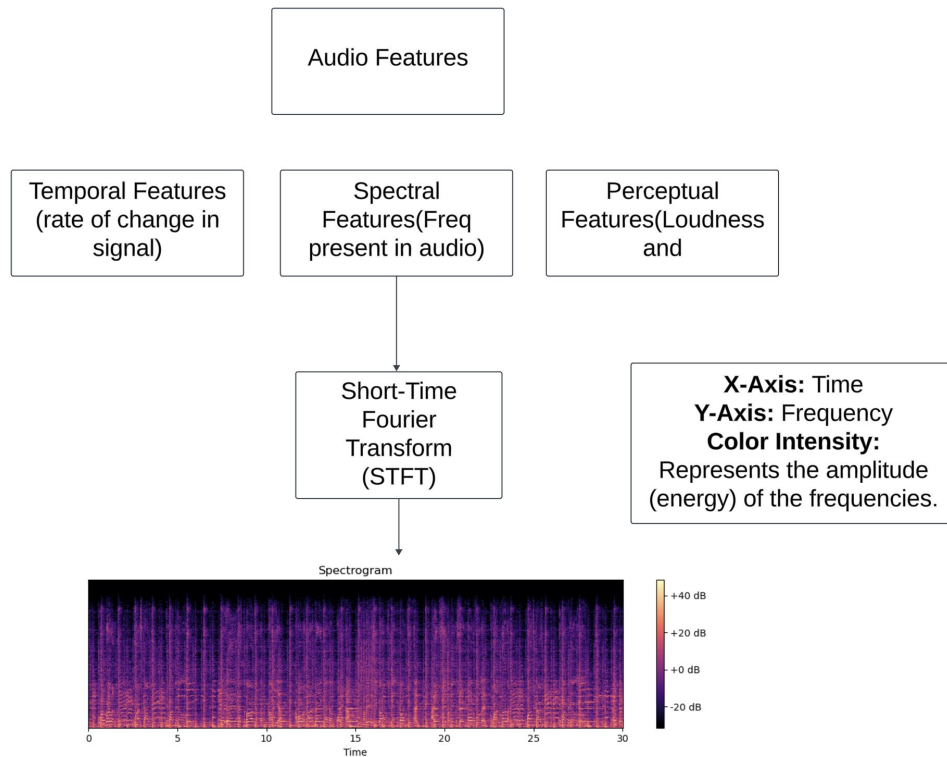 Audio Features
Temporal Features
(rate of change in
signal)
Spectral
Features(Freq
present in audio)
Perceptual
Features(Loudness
and
Short-Time
Fourier
Transform
(STFT)
X-Axis: Time
Y-Axis: Frequency
Color Intensity:
Represents the amplitude
(energy) of the frequencies.
Spectrogram
+40 dB
+20 dB
+0 dB
-20 dB
0 5 10 15 20 25 30
Time